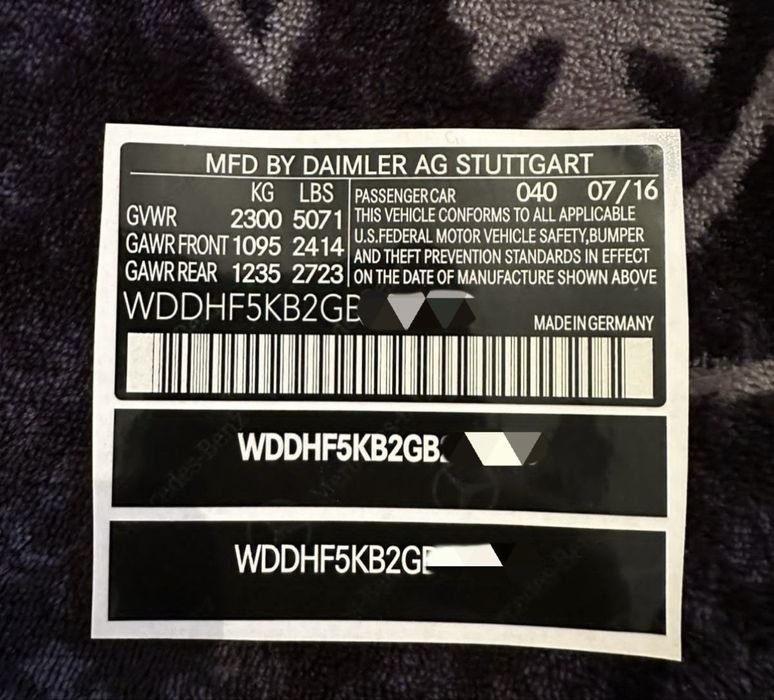 MFD BY DAIMLER AG STUTTGART
KG LBS
GVWR 2300 5071
GAWR FRONT 1095 2414
GAWR REAR 1235 2723
PASSENGER CAR 040 07/16
THIS VEHICLE CONFORMS TO ALL APPLICABLE
U.S.FEDERAL MOTOR VEHICLE SAFETY,BUMPER
AND THEFT PREVENTION STANDARDS IN EFFECT
ON THE DATE OF MANUFACTURE SHOWN ABOVE
WDDHF5KB2GB
MADE IN GERMANY
WDDHF5KB2GB
WDDHF5KB2G